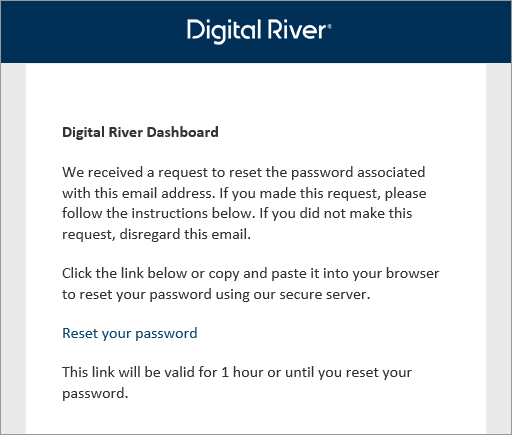 Digital River®
Digital River Dashboard
We received a request to reset the password associated
with this email address. If you made this request, please
follow the instructions below. If you did not make this
request, disregard this email.
Click the link below or copy and paste it into your browser
to reset your password using our secure server.
Reset your password
This link will be valid for 1 hour or until you reset your
password.